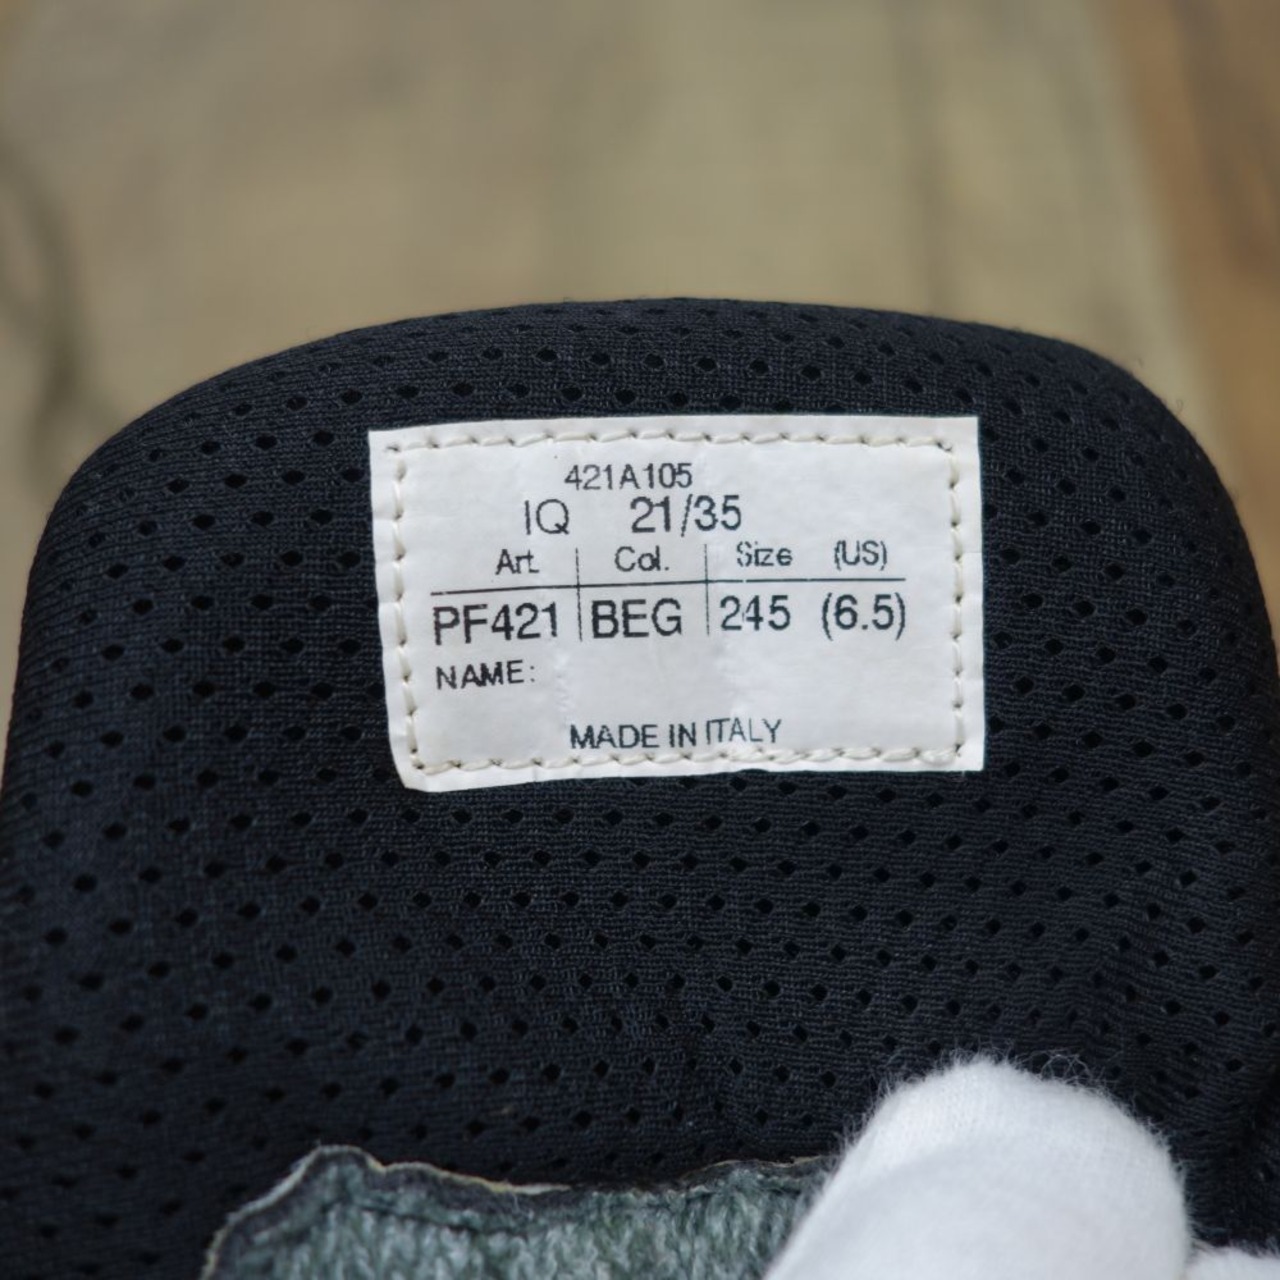 421A105
IQ 21/35
Art. Col. Size (US)
PF421 BEG 245 (6.5)
NAME:
MADE IN ITALY